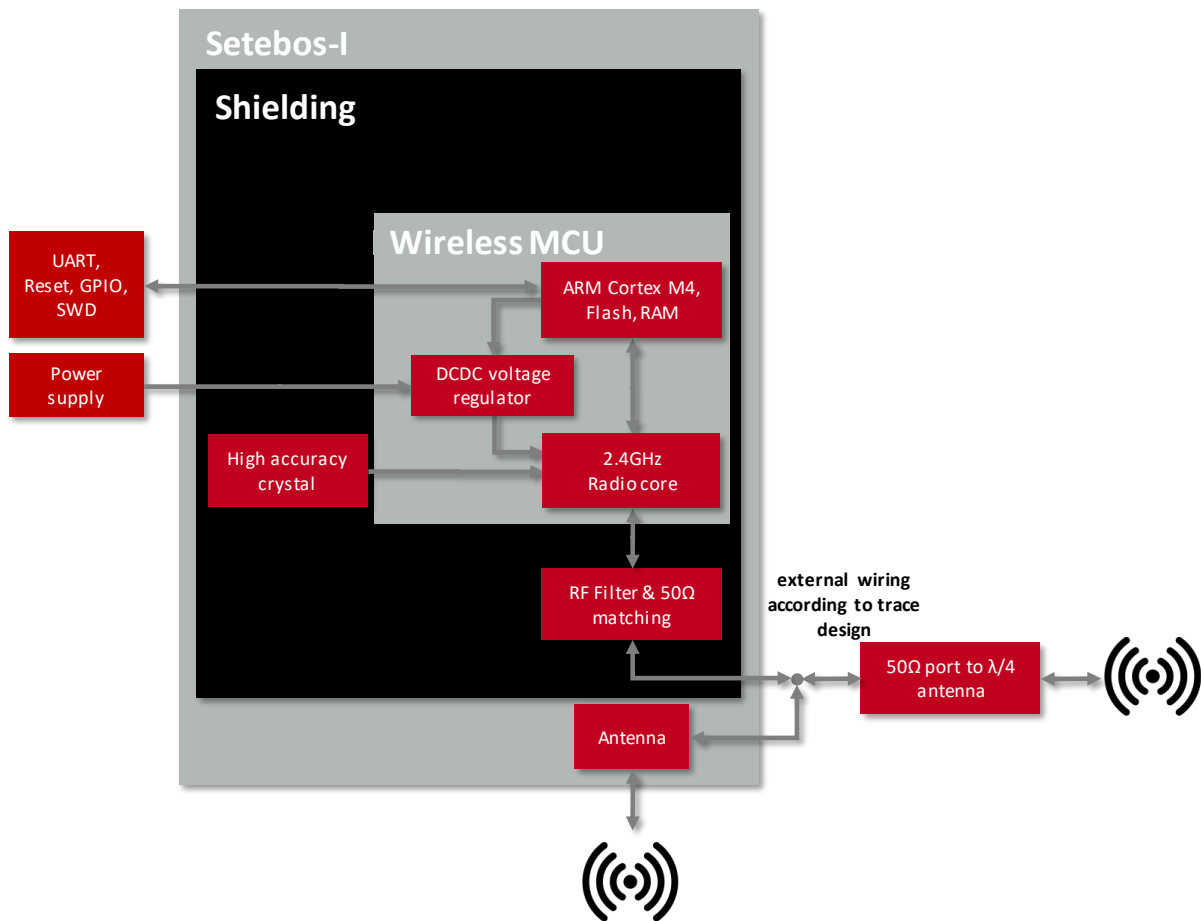 Setebos-I
Shielding
Wireless MCU
UART,
Reset, GPIO,
SWD
ARM Cortex M4,
Flash, RAM
Power
supply
DCDC voltage
regulator
High accuracy
crystal
2.4GHz
Radio core
RF Filter & 50Ω
matching
external wiring
according to trace
design
50Ω port to λ/4
antenna
Antenna